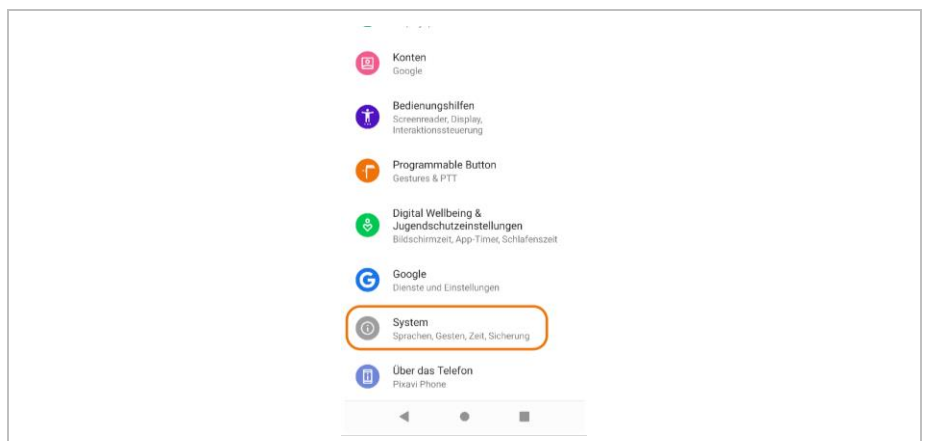 Konten
Google
Bedienungshilfen
Screenreader, Display,
Interaktionssteuerung
Programmable Button
Gestures & PTT
Digital Wellbeing &
Jugendschutzeinstellungen
Bildschirmzeit, App-Timer, Schlafenszeit
Google
Dienste und Einstellungen
System
Sprachen, Gesten, Zeit, Sicherung
Über das Telefon
Pixavi Phone